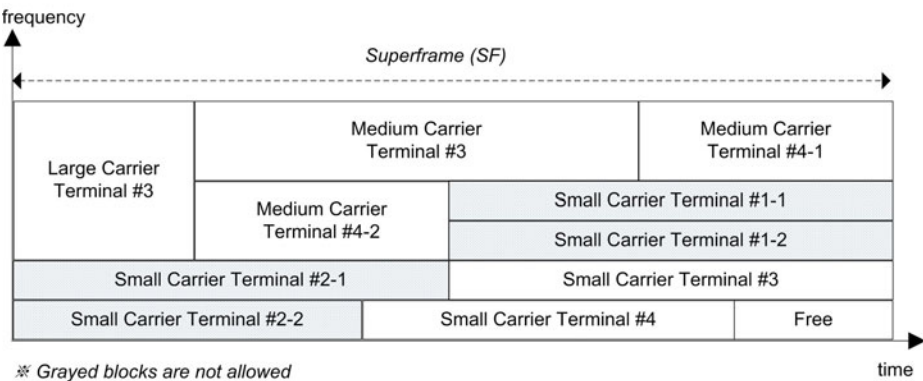 frequency
Superframe (SF)
Large Carrier
Terminal #3
Medium Carrier
Terminal #3
Medium Carrier
Terminal #4-1
Medium Carrier
Terminal #4-2
Small Carrier Terminal #1-1
Small Carrier Terminal #1-2
Small Carrier Terminal #2-1
Small Carrier Terminal #3
Small Carrier Terminal #2-2
Small Carrier Terminal #4
Free
※ Grayed blocks are not allowed
time